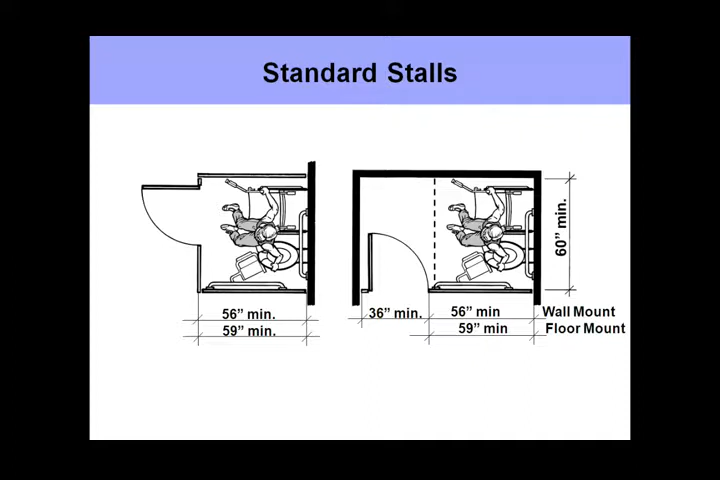 Standard Stalls
60” min.
56” min.
59” min.
36” min.
56” min
Wall Mount
59” min
Floor Mount